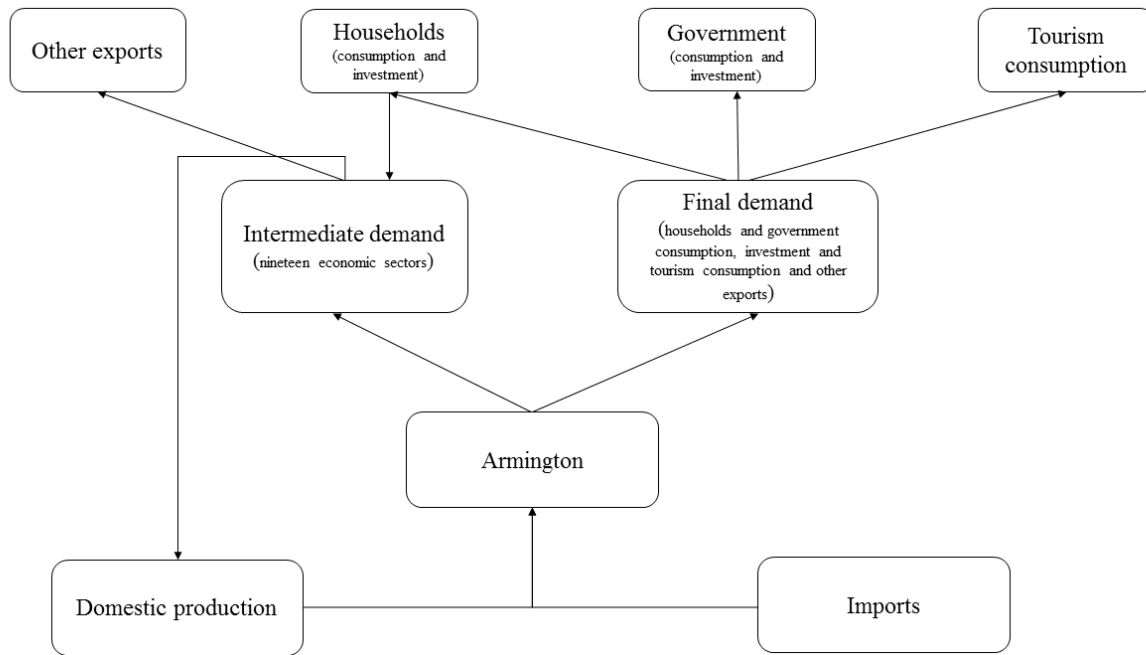 Other exports
Households
(consumption and
investment)
Government
(consumption and
investment)
Tourism
consumption
Intermediate demand
(nineteen economic sectors)
Final demand
(households and government
consumption, investment and
tourism consumption and other
exports)
Armington
Domestic production
Imports